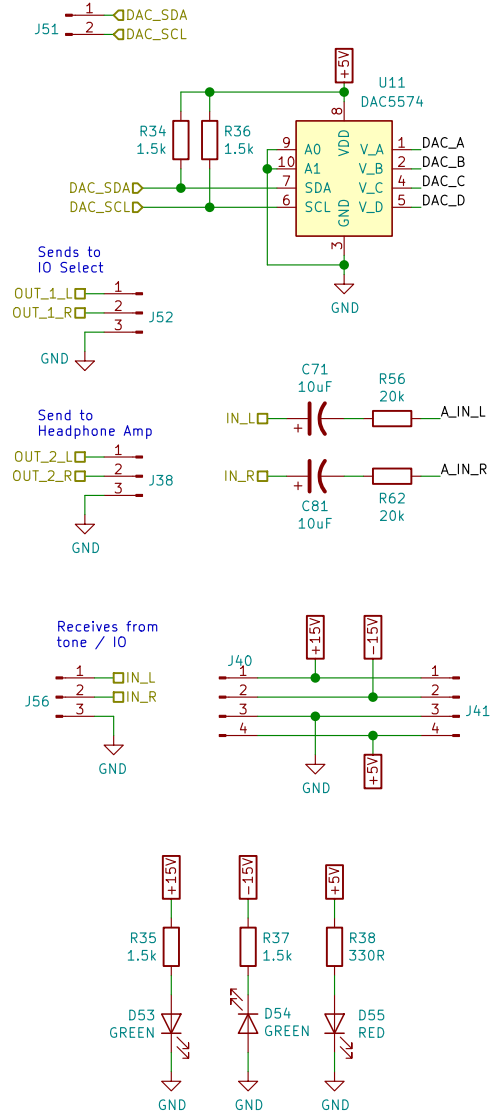 J51
1
DAC_SDA
2
DAC_SCL
+5V
U11
DAC5574
R34
1.5k
R36
1.5k
8
VDD
9
A0
V_A
1
DAC_A
10
A1
V_B
2
DAC_B
DAC_SDA
7
SDA
V_C
4
DAC_C
DAC_SCL
6
SCL
V_D
5
DAC_D
GND
3
GND
Sends to
IO Select
OUT_1_L
1
OUT_1_R
2
J52
3
GND
Send to
Headphone Amp
OUT_2_L
1
OUT_2_R
2
J38
3
GND
C71
10uF
R56
20k
IN_L
+
A_IN_L
IN_R
+
A_IN_R
C81
10uF
R62
20k
Receives from
tone / IO
J56
1
IN_L
2
IN_R
3
GND
+15V
-15V
J40
1
1
2
2
3
3
J41
4
4
GND
+5V
+15V
-15V
+5V
R35
1.5k
R37
1.5k
R38
330R
D53
GREEN
D54
GREEN
D55
RED
GND
GND
GND